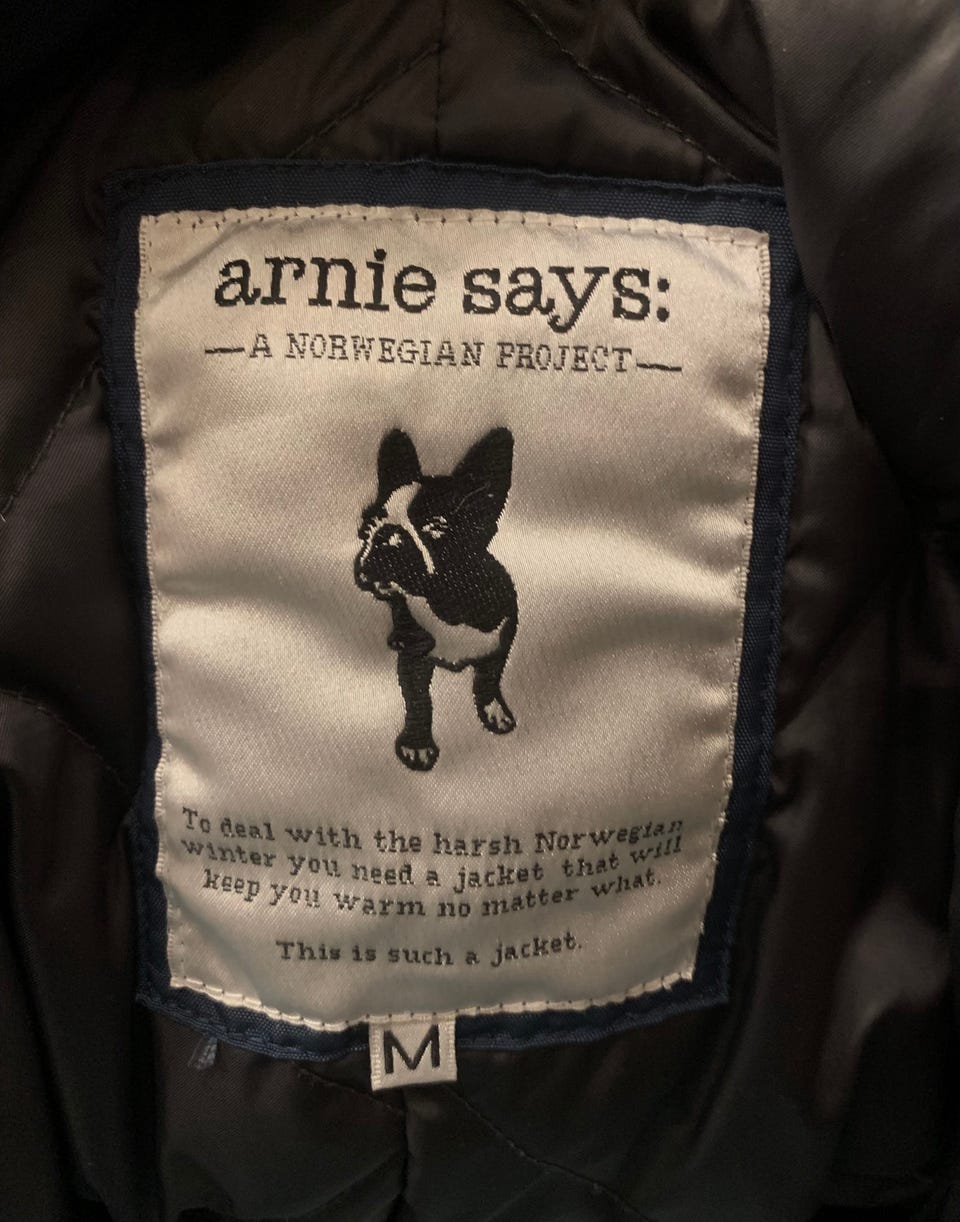 arnie says:
—A NORWEGIAN PROJECT—
To deal with the harsh Norwegian
winter you need a jacket that will
keep you warm no matter what.
This is such a jacket.
M